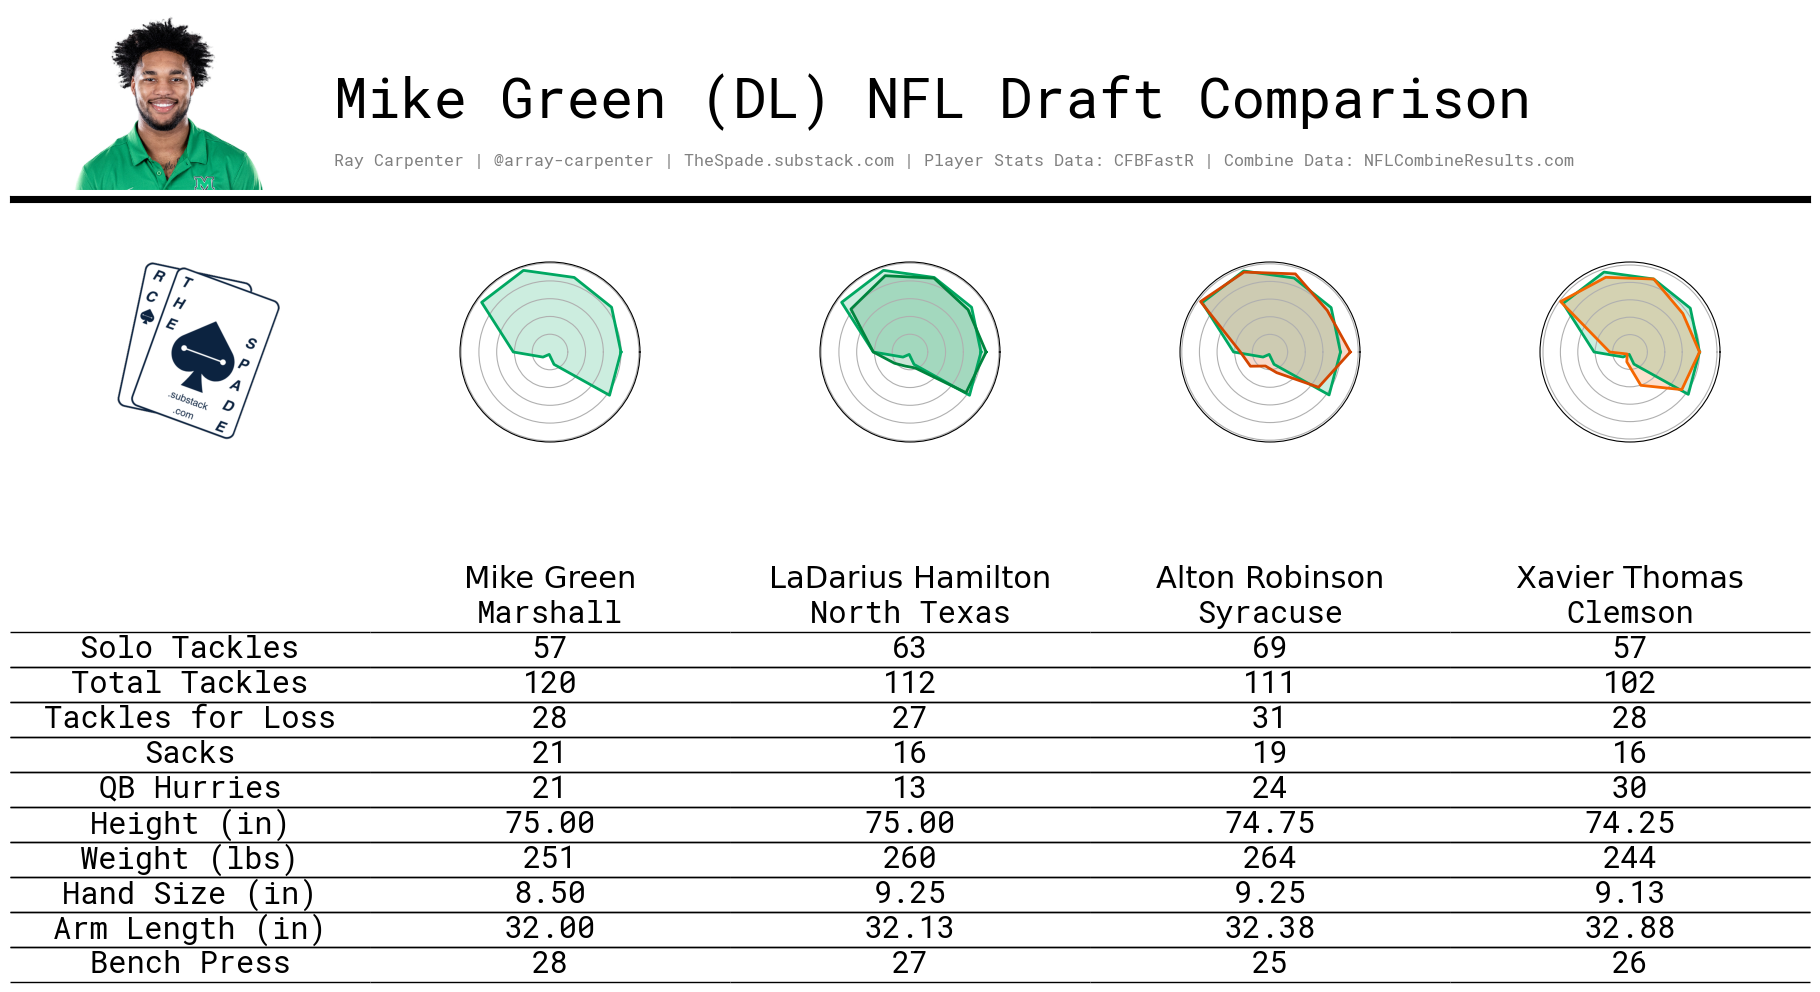 Mike Green (DL) NFL Draft Comparison
Ray Carpenter | @array-carpenter | TheSpade.substack.com | Player Stats Data: CFBFastR | Combine Data: NFLCombineResults.com
M
R C
THE SPADE
.substack
.com
Mike Green LaDarius Hamilton Alton Robinson Xavier Thomas
Marshall North Texas Syracuse Clemson
Solo Tackles 57 63 69 57
Total Tackles 120 112 111 102
Tackles for Loss 28 27 31 28
Sacks 21 16 19 16
QB Hurries 21 13 24 30
Height (in) 75.00 75.00 74.75 74.25
Weight (lbs) 251 260 264 244
Hand Size (in) 8.50 9.25 9.25 9.13
Arm Length (in) 32.00 32.13 32.38 32.88
Bench Press 28 27 25 26